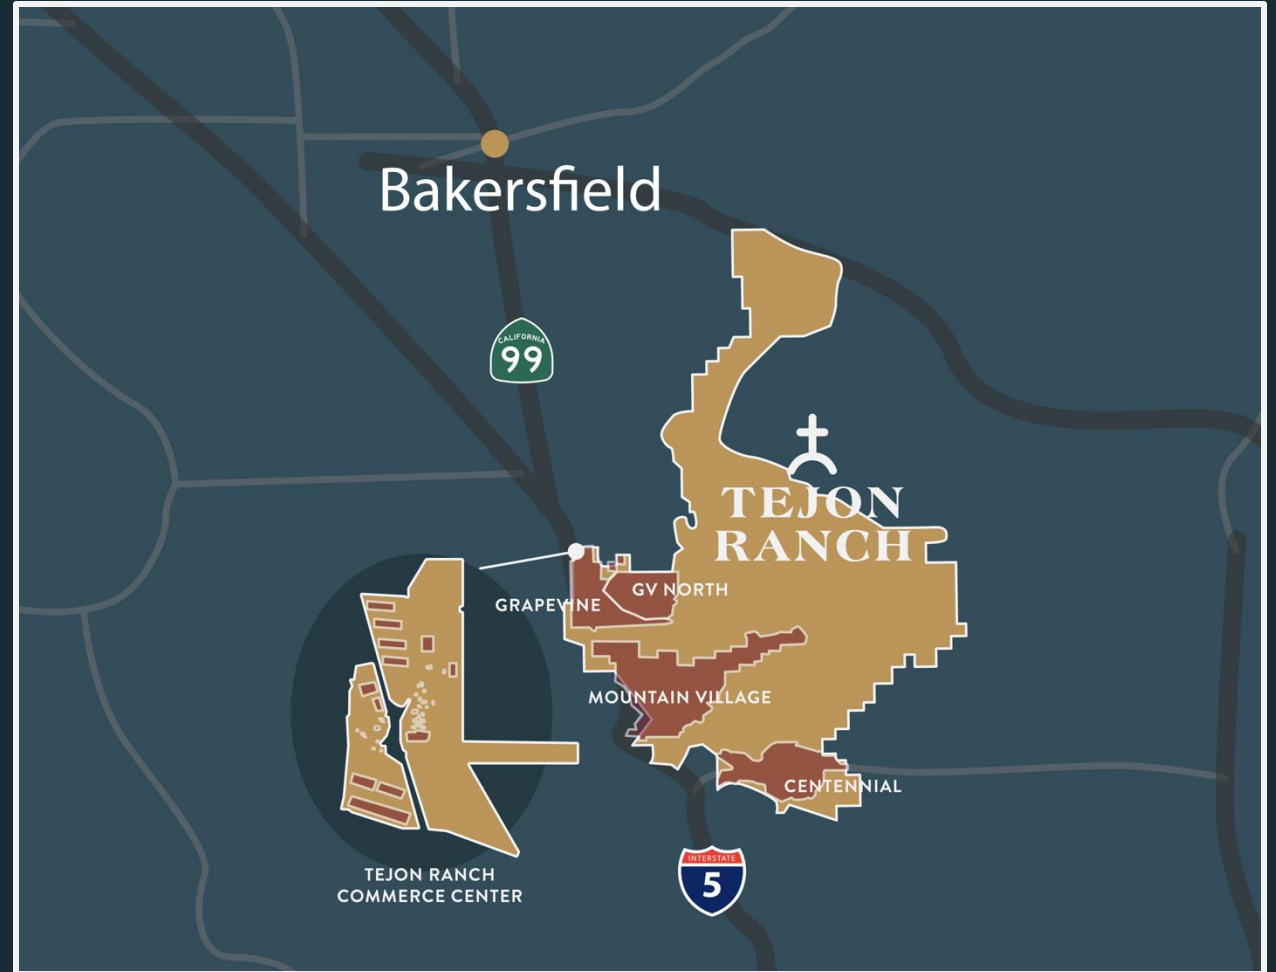 Bakersfield
CALIFORNIA
99
TEJON
RANCH
GV NORTH
GRAPEVINE
MOUNTAIN VILLAGE
CENTENNIAL
INTERSTATE
5
TEJON RANCH
COMMERCE CENTER